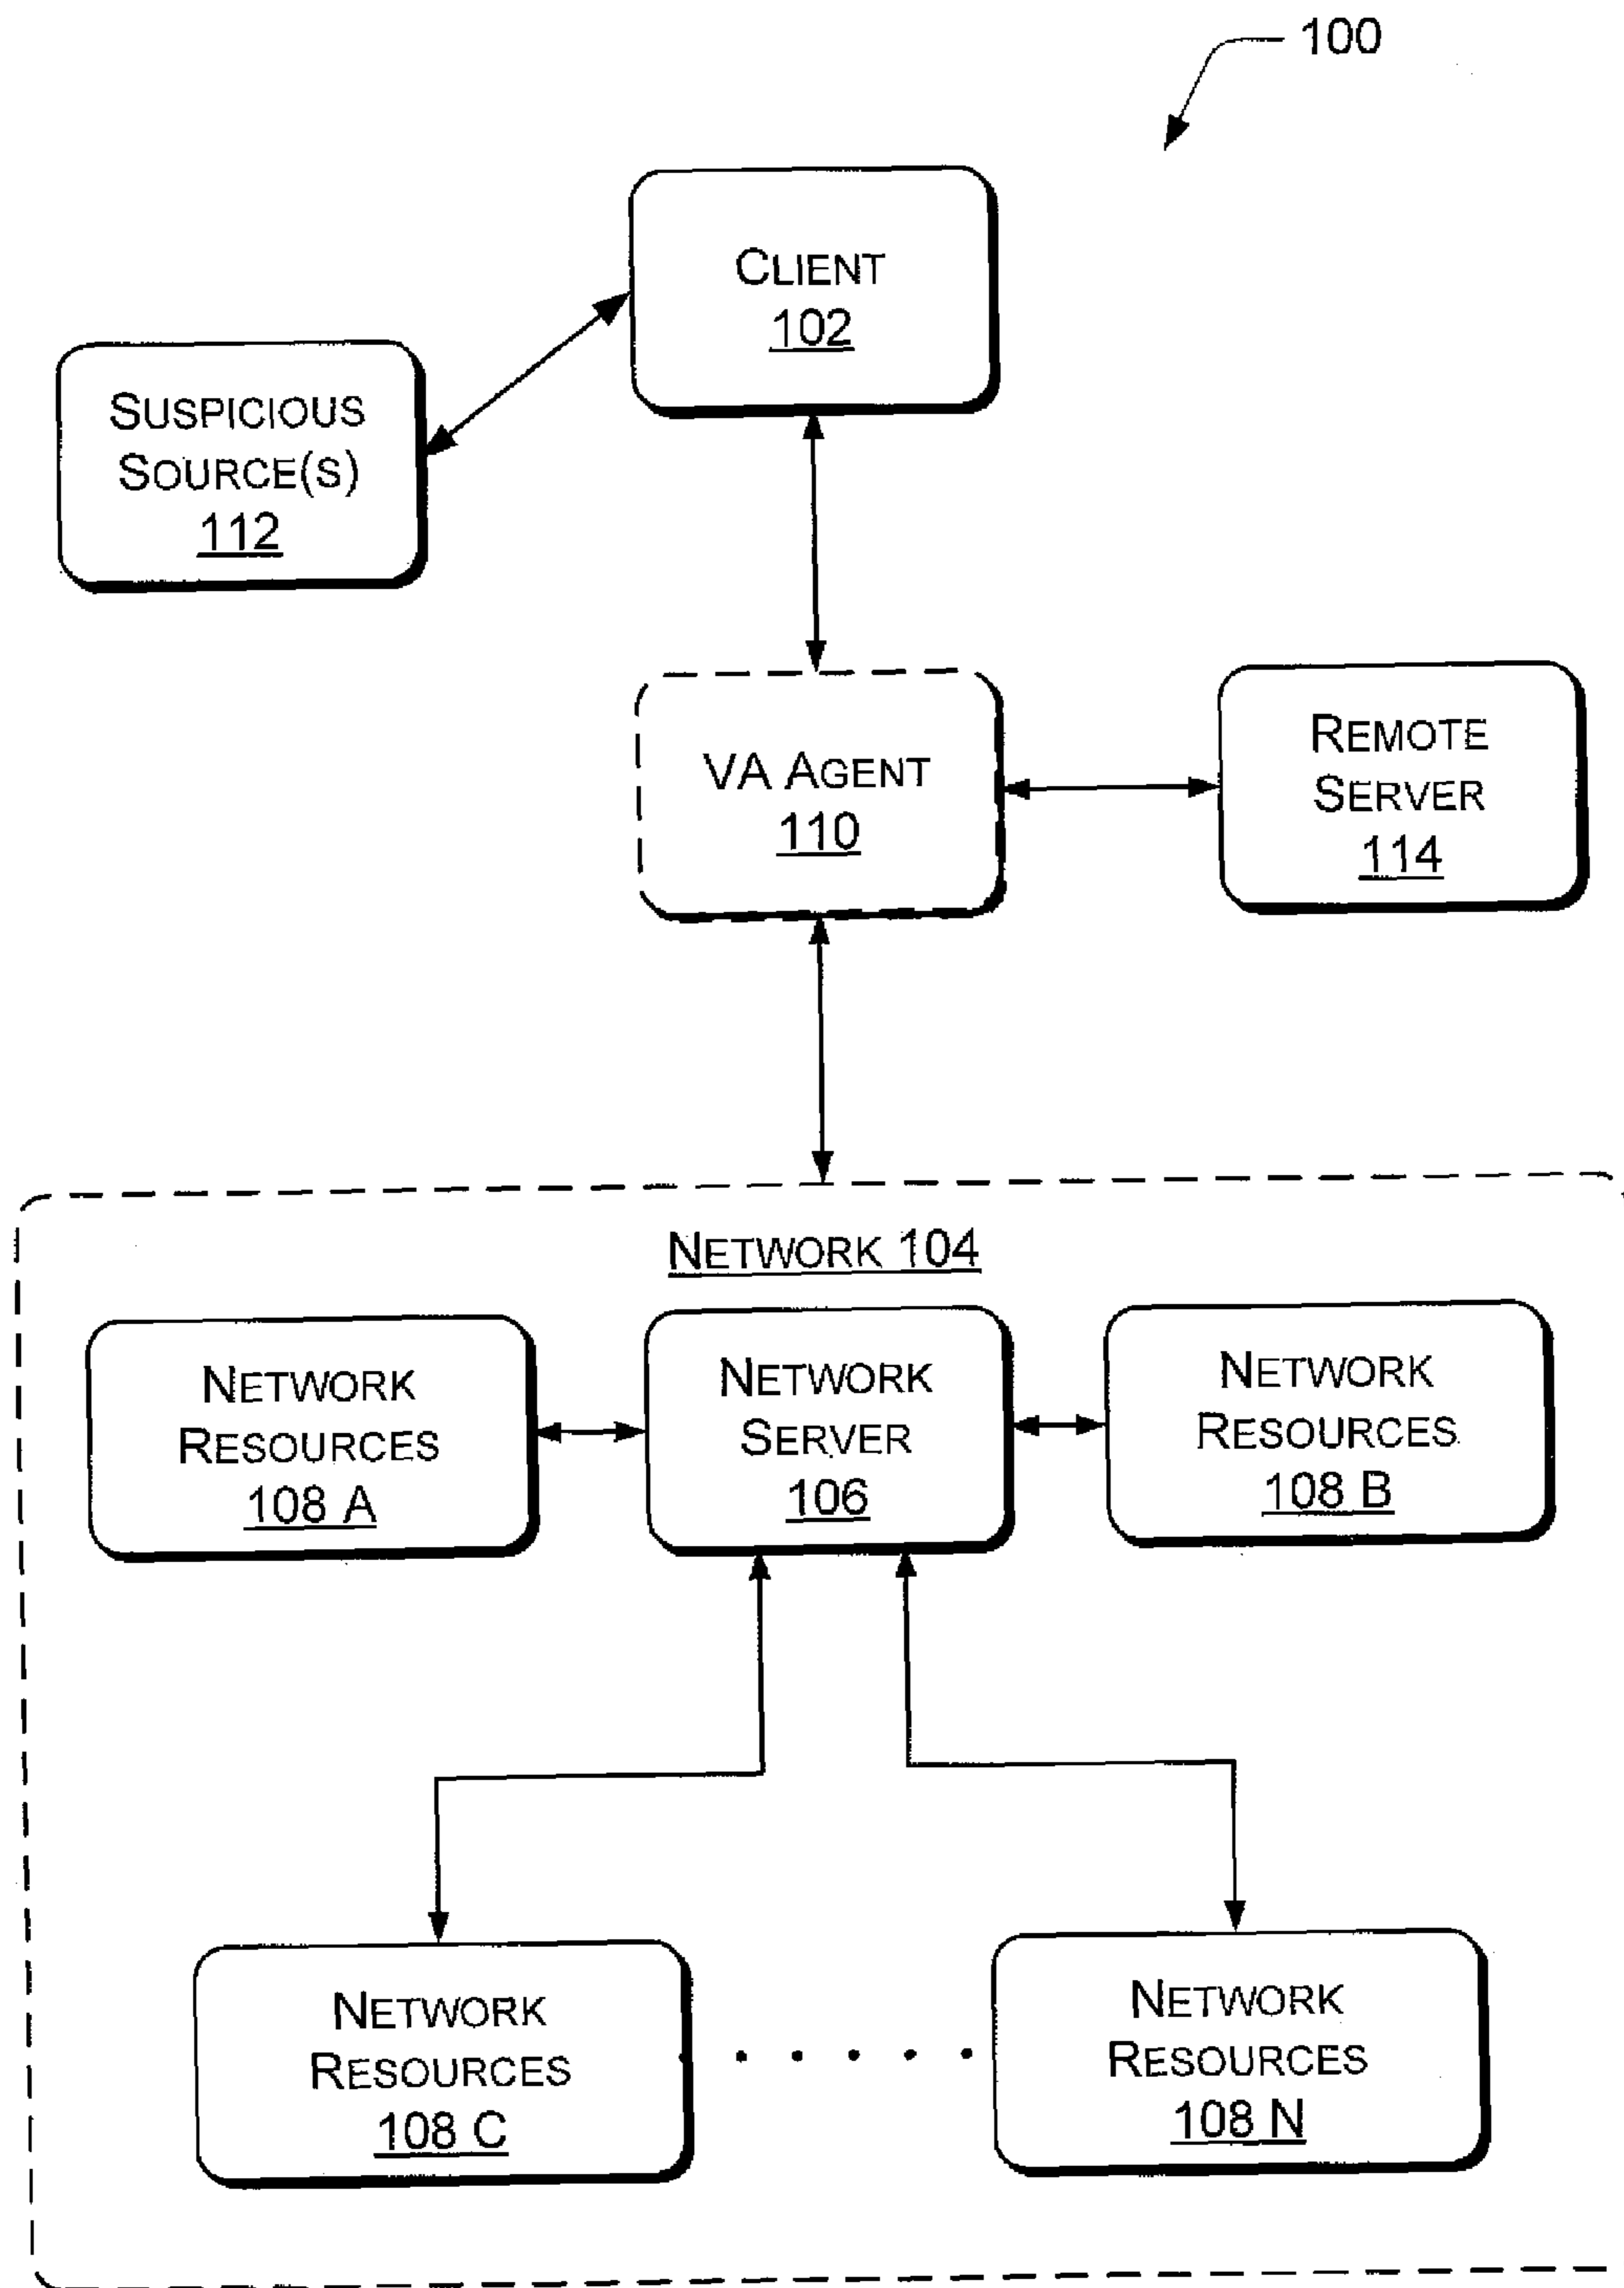 100
CLIENT
102
SUSPICIOUS
SOURCE(S)
112
VA AGENT
110
REMOTE
SERVER
114
NETWORK 104
NETWORK
RESOURCES
108 A
NETWORK
SERVER
106
NETWORK
RESOURCES
108 B
NETWORK
RESOURCES
108 C
NETWORK
RESOURCES
108 N